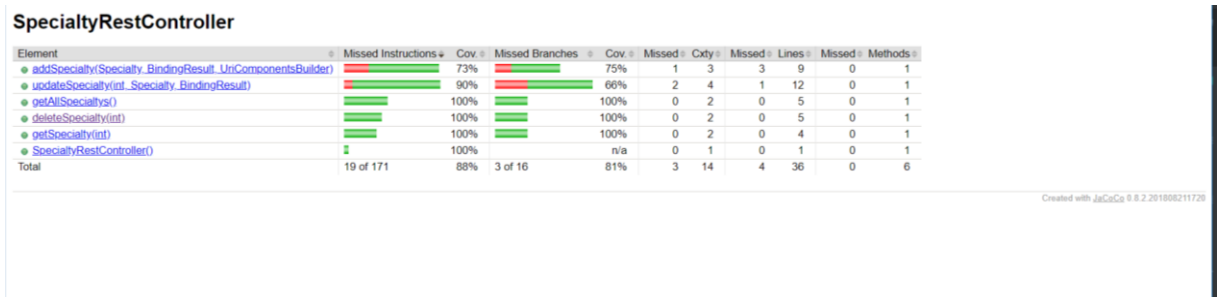 SpecialtyRestController
Element Missed Instructions Cov. Missed Branches Cov. Missed Cxty Missed Lines Missed Methods
addSpecialty(Specialty, BindingResult, UriComponentsBuilder) 73% 75% 1 3 3 9 0 1
updateSpecialty(int, Specialty, BindingResult) 90% 66% 2 4 1 12 0 1
getAllSpecialtys() 100% 100% 0 2 0 5 0 1
deleteSpecialty(int) 100% 100% 0 2 0 5 0 1
getSpecialty(int) 100% 100% 0 2 0 4 0 1
SpecialtyRestController() 100% n/a 0 1 0 1 0 1
Total 19 of 171 88% 3 of 16 81% 3 14 4 36 0 6
Created with JaCoCo 0.8.2.201808211720